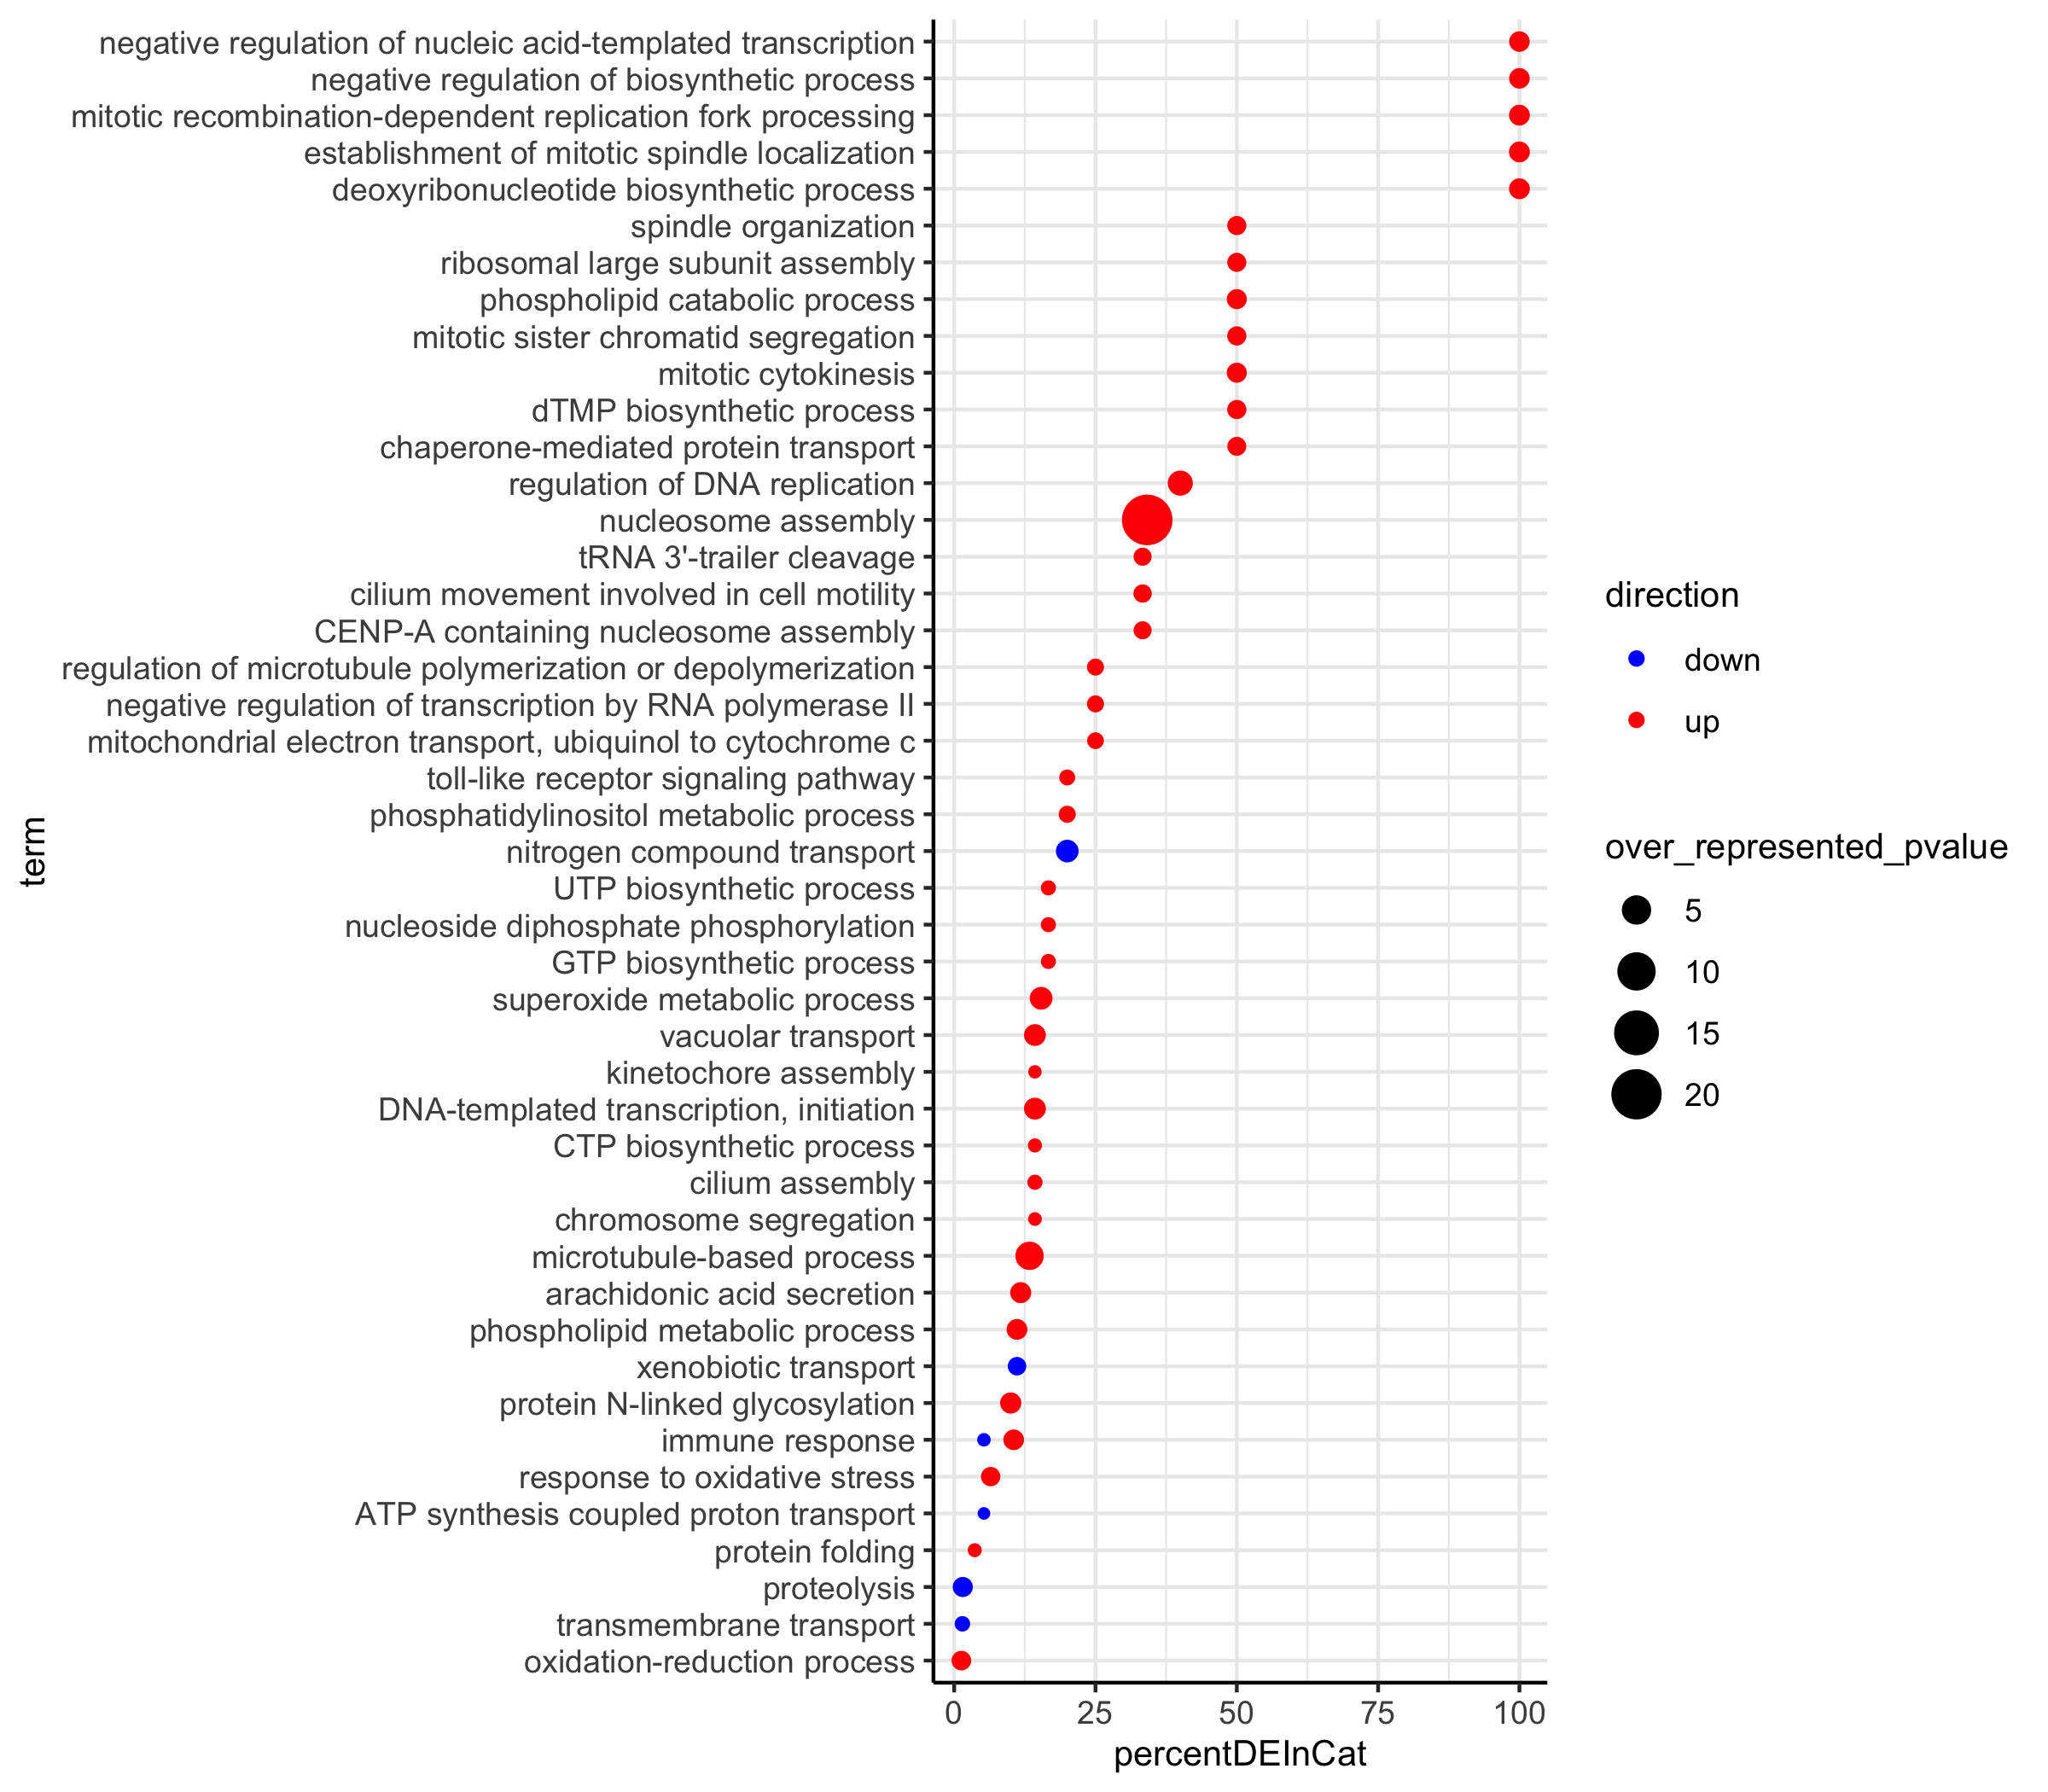 negative regulation of nucleic acid-templated transcription
negative regulation of biosynthetic process
mitotic recombination-dependent replication fork processing
establishment of mitotic spindle localization
deoxyribonucleotide biosynthetic process
spindle organization
ribosomal large subunit assembly
phospholipid catabolic process
mitotic sister chromatid segregation
mitotic cytokinesis
dTMP biosynthetic process
chaperone-mediated protein transport
regulation of DNA replication
nucleosome assembly
tRNA 3'-trailer cleavage
cilium movement involved in cell motility
CENP-A containing nucleosome assembly
regulation of microtubule polymerization or depolymerization
negative regulation of transcription by RNA polymerase II
mitochondrial electron transport, ubiquinol to cytochrome c
toll-like receptor signaling pathway
phosphatidylinositol metabolic process
nitrogen compound transport
UTP biosynthetic process
nucleoside diphosphate phosphorylation
GTP biosynthetic process
superoxide metabolic process
vacuolar transport
kinetochore assembly
DNA-templated transcription, initiation
CTP biosynthetic process
cilium assembly
chromosome segregation
microtubule-based process
arachidonic acid secretion
phospholipid metabolic process
xenobiotic transport
protein N-linked glycosylation
immune response
response to oxidative stress
ATP synthesis coupled proton transport
protein folding
proteolysis
transmembrane transport
oxidation-reduction process
term
0 25 50 75 100
percentDEInCat
direction
down
up
over_represented_pvalue
5
10
15
20